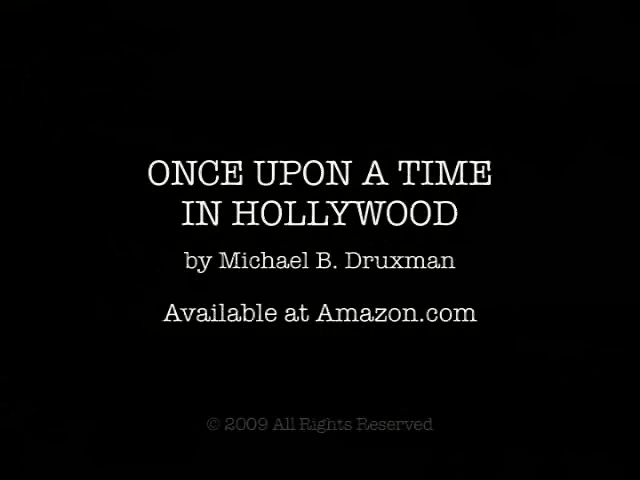 ONCE UPON A TIME
IN HOLLYWOOD
by Michael B. Druxman
Available at Amazon.com
© 2009 All Rights Reserved